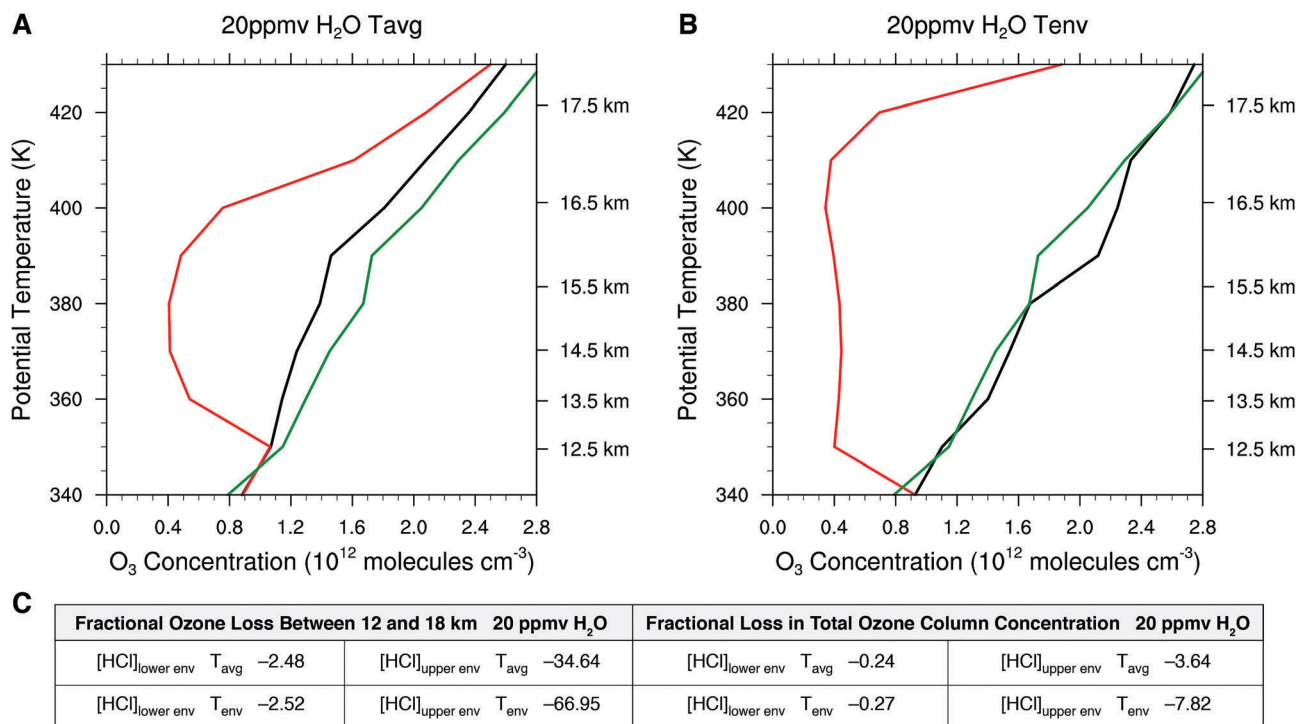 A
20ppmv H₂O Tavg
420
400
380
360
340
Potential Temperature (K)
17.5 km
16.5 km
15.5 km
14.5 km
13.5 km
12.5 km
0.0 0.4 0.8 1.2 1.6 2.0 2.4 2.8
O₃ Concentration (10¹² molecules cm⁻³)
B
20ppmv H₂O Tenv
420
400
380
360
340
Potential Temperature (K)
17.5 km
16.5 km
15.5 km
14.5 km
13.5 km
12.5 km
0.0 0.4 0.8 1.2 1.6 2.0 2.4 2.8
O₃ Concentration (10¹² molecules cm⁻³)
C
Fractional Ozone Loss Between 12 and 18 km 20 ppmv H₂O Fractional Loss in Total Ozone Column Concentration 20 ppmv H₂O
[HCl]lower env Tavg –2.48 [HCl]upper env Tavg –34.64 [HCl]lower env Tavg –0.24 [HCl]upper env Tavg –3.64
[HCl]lower env Tenv –2.52 [HCl]upper env Tenv –66.95 [HCl]lower env Tenv –0.27 [HCl]upper env Tenv –7.82